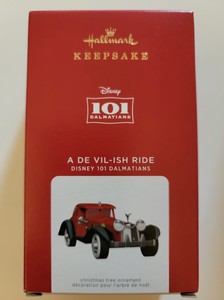 Hallmark
KEEPSAKE
Disney
101
DALMATIANS
A DE VIL-ISH RIDE
DISNEY 101 DALMATIANS
christmas tree ornament
décoration pour l'arbre de noël